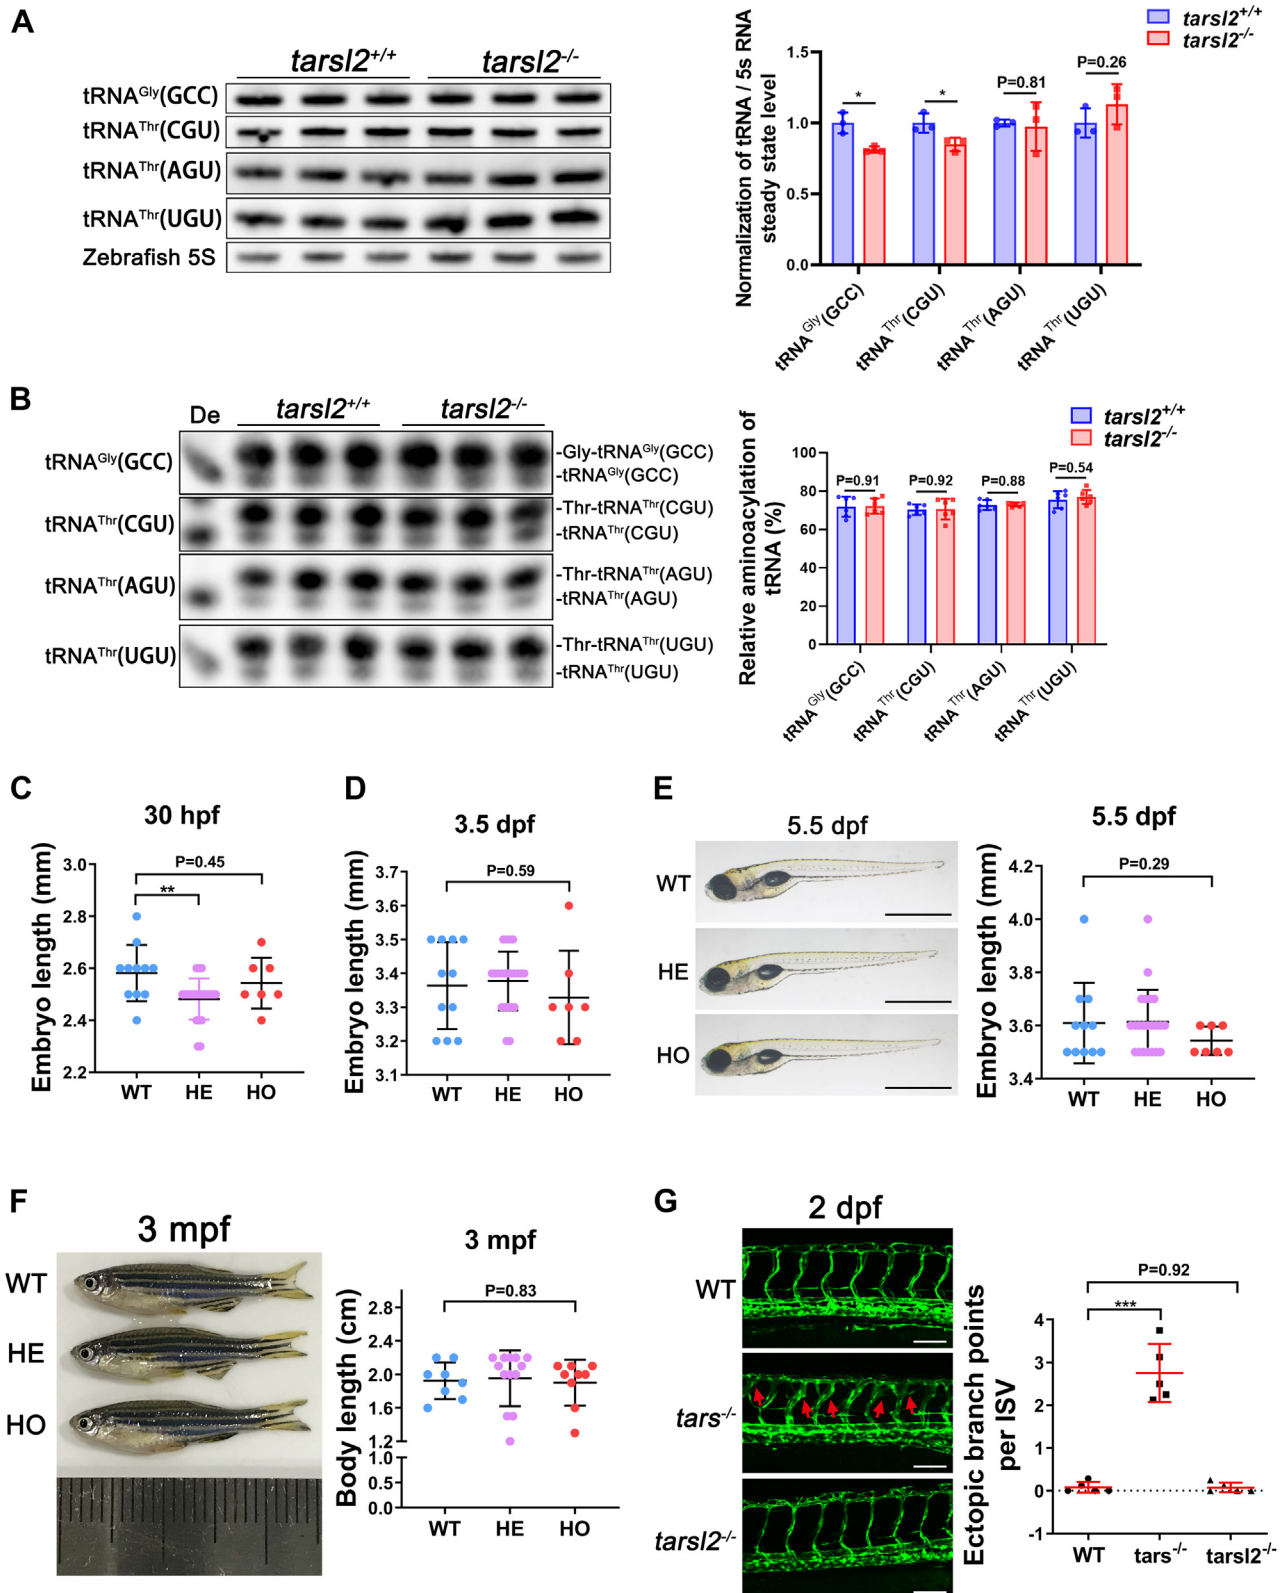 A
tarsl2+/+ tarsl2-/-
tRNAGly(GCC)
tRNAThr(CGU)
tRNAThr(AGU)
tRNAThr(UGU)
Zebrafish 5S
tarsl2+/+
tarsl2-/-
Normalization of tRNA / 5s RNA
steady state level
1.5
1.0
0.5
0.0
* * P=0.81 P=0.26
tRNAGly(GCC)
tRNAThr(CGU)
tRNAThr(AGU)
tRNAThr(UGU)
B
De tarsl2+/+ tarsl2-/-
tRNAGly(GCC)
tRNAThr(CGU)
tRNAThr(AGU)
tRNAThr(UGU)
-Gly-tRNAGly(GCC)
-tRNAGly(GCC)
-Thr-tRNAThr(CGU)
-tRNAThr(CGU)
-Thr-tRNAThr(AGU)
-tRNAThr(AGU)
-Thr-tRNAThr(UGU)
-tRNAThr(UGU)
tarsl2+/+
tarsl2-/-
Relative aminoacylation of
tRNA (%)
100
80
60
40
20
0
P=0.91 P=0.92 P=0.88 P=0.54
tRNAGly(GCC)
tRNAThr(CGU)
tRNAThr(AGU)
tRNAThr(UGU)
C
30 hpf
Embryo length (mm)
3.0
2.8
2.6
2.4
2.2
P=0.45
**
WT HE HO
D
3.5 dpf
Embryo length (mm)
3.7
3.6
3.5
3.4
3.3
3.2
3.1
P=0.59
WT HE HO
E
5.5 dpf
WT
HE
HO
5.5 dpf
Embryo length (mm)
4.2
4.0
3.8
3.6
3.4
P=0.29
WT HE HO
F
3 mpf
WT
HE
HO
3 mpf
Body length (cm)
2.8
2.4
2.0
1.6
1.2
1.0
0.5
0.0
P=0.83
WT HE HO
G
2 dpf
WT
tars-/-
tarsl2-/-
Ectopic branch points
per ISV
4
3
2
1
0
-1
P=0.92
***
WT tars-/- tarsl2-/-